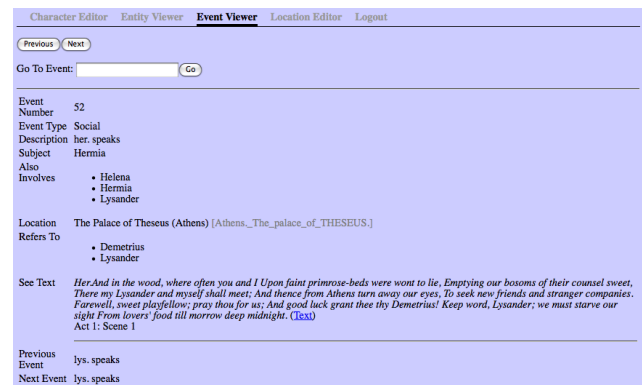 Character Editor Entity Viewer Event Viewer Location Editor Logout
Previous Next
Go To Event: Go
Event Number 52
Event Type Social
Description her. speaks
Subject Hermia
Also Involves
• Helena
• Hermia
• Lysander
Location The Palace of Theseus (Athens) [Athens,_The_palace_of_THESEUS.]
Refers To
• Demetrius
• Lysander
See Text Her.And in the wood, where often you and I Upon faint primrose-beds were wont to lie, Emptying our bosoms of their counsel sweet,
There my Lysander and myself shall meet; And thence from Athens turn away our eyes, To seek new friends and stranger companies.
Farewell, sweet playfellow; pray thou for us; And good luck grant thee thy Demetrius! Keep word, Lysander; we must starve our
sight From lovers' food till morrow deep midnight. (Text)
Act 1: Scene 1
Previous Event lys. speaks
Next Event lys. speaks